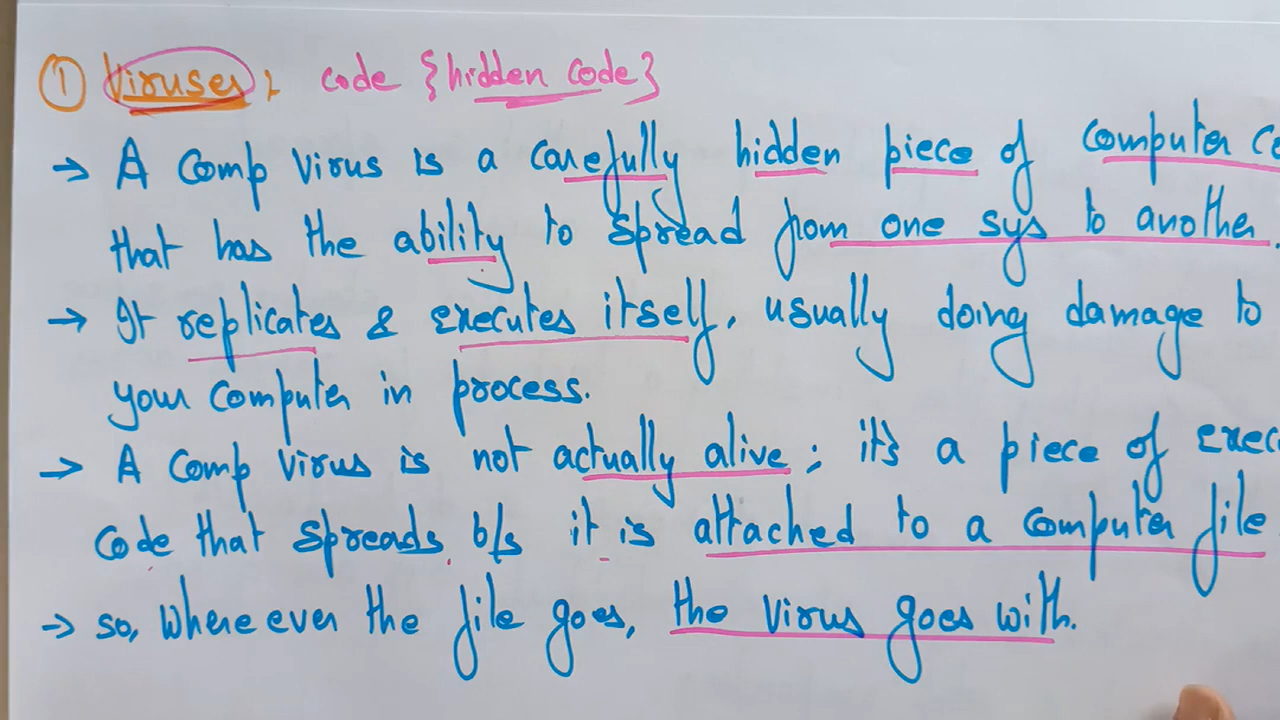 ① Viruses : code {hidden code}
→ A comp virus is a carefully hidden piece of computer
that has the ability to spread from one sys to another.
→ It replicates & executes itself, usually doing damage to
your computer in process.
→ A comp virus is not actually alive; it's a piece of
code that spreads b/s it is attached to a computer file
→ so, where ever the file goes, the virus goes with.